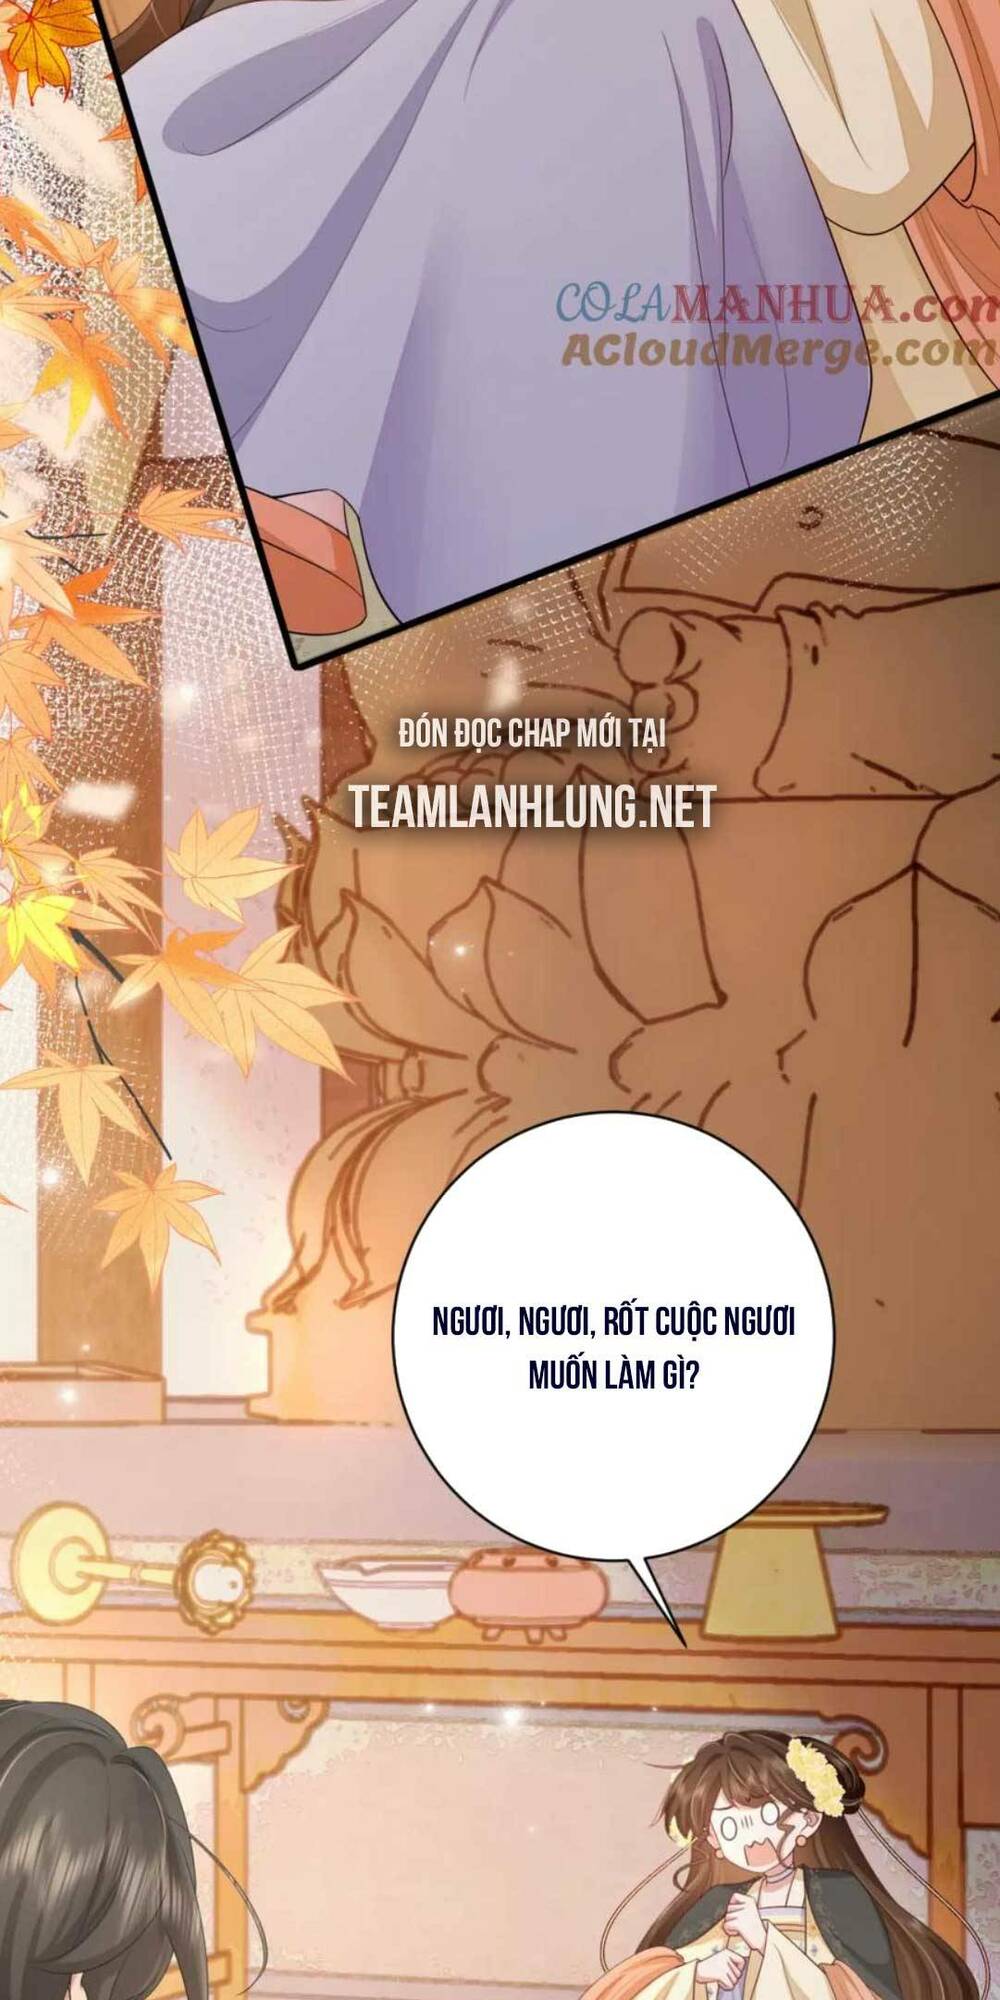 COLAMANHUA.com
ACloudMerge.com
ĐÓN ĐỌC CHAP MỚI TẠI
TEAMLANHLUNG.NET
NGƯƠI, NGƯƠI, RỐT CUỘC NGƯƠI
MUỐN LÀM GÌ?